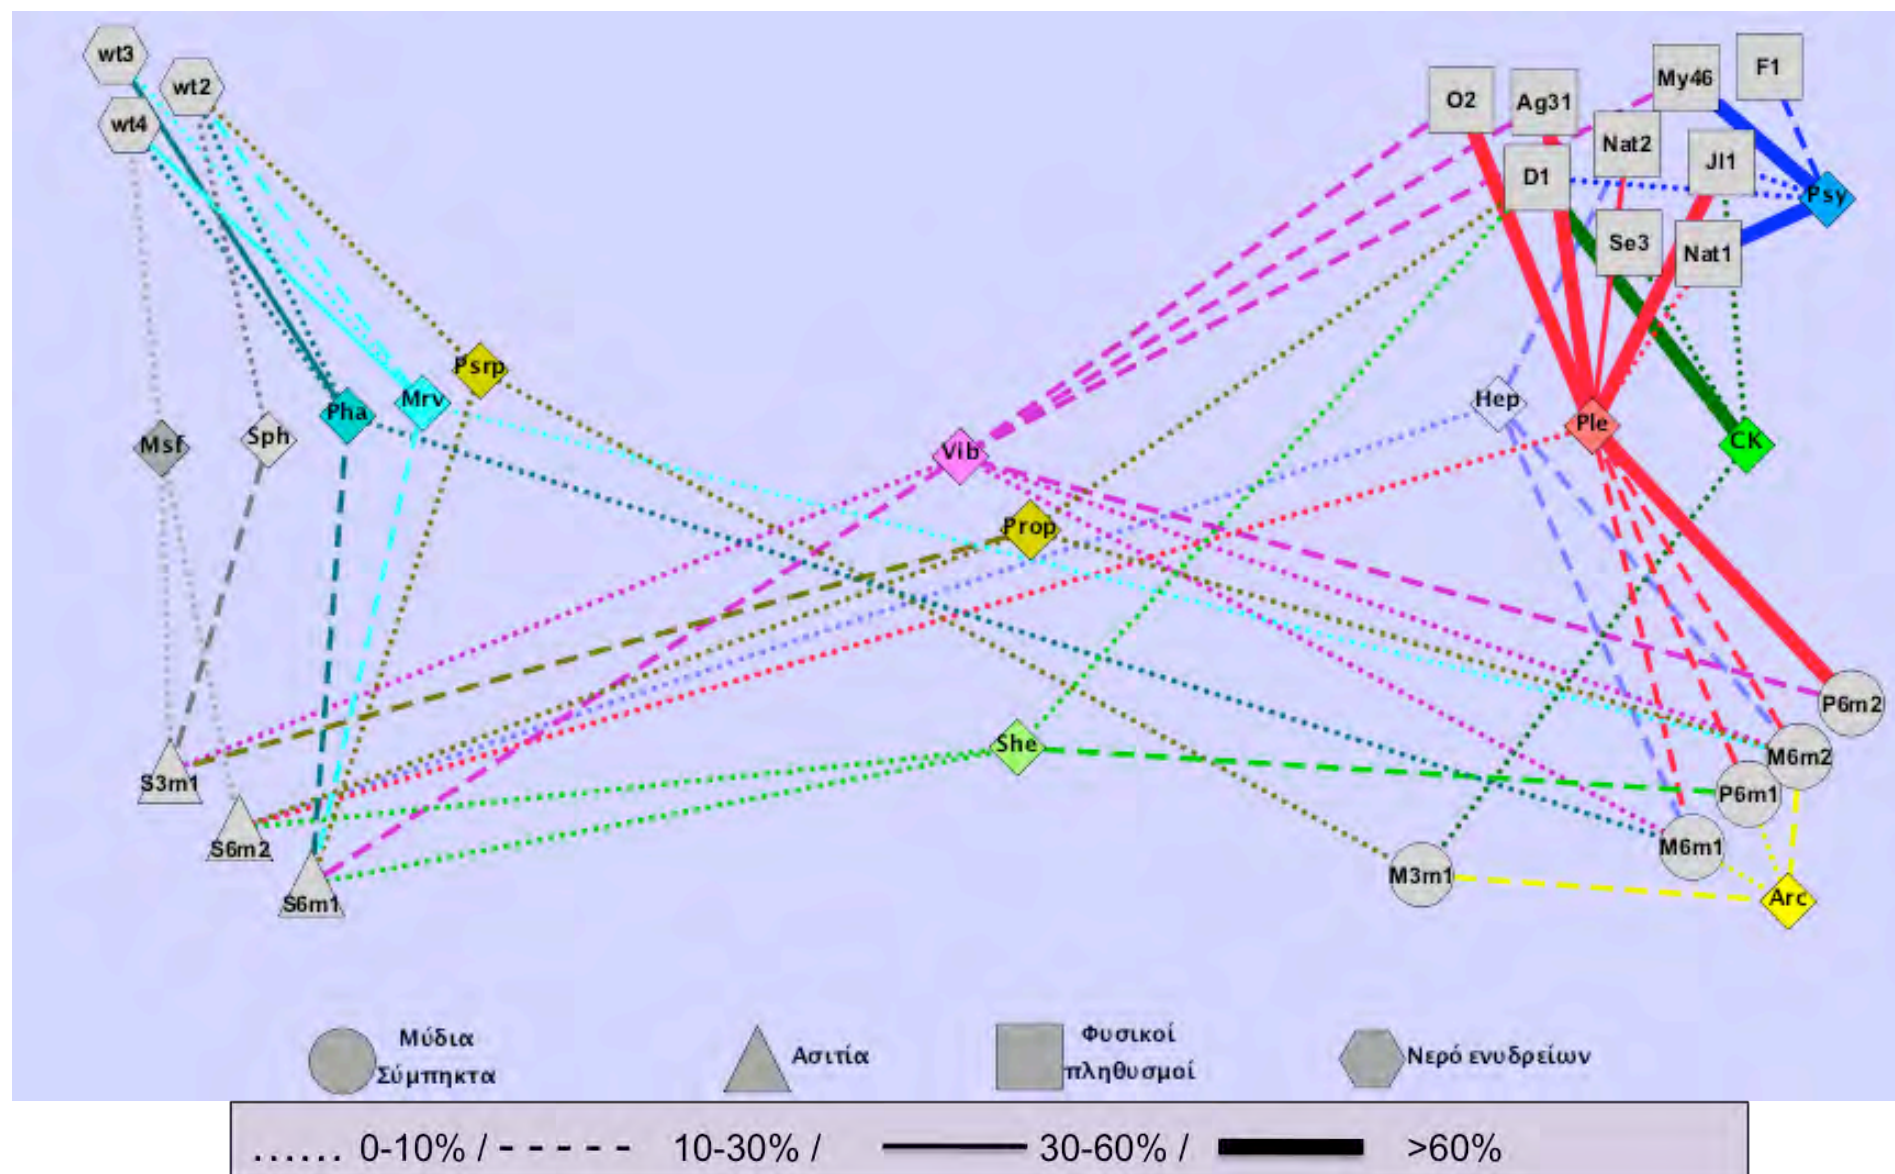 wt3
wt2
wt4
O2
Ag31
My46
F1
Nat2
D1
Jl1
Psy
Se3
Nat1
Psrp
Mrv
Pha
Msf
Sph
Vib
Hep
Ple
CK
Prop
She
S3m1
S6m2
S6m1
P6m2
M6m2
P6m1
M6m1
M3m1
Arc
Μύδια
Σύμπηκτα
Ασιτία
Φυσικοί
πληθυσμοί
Νερό ενυδρείων
...... 0-10% / - - - - - 10-30% / 30-60% / >60%